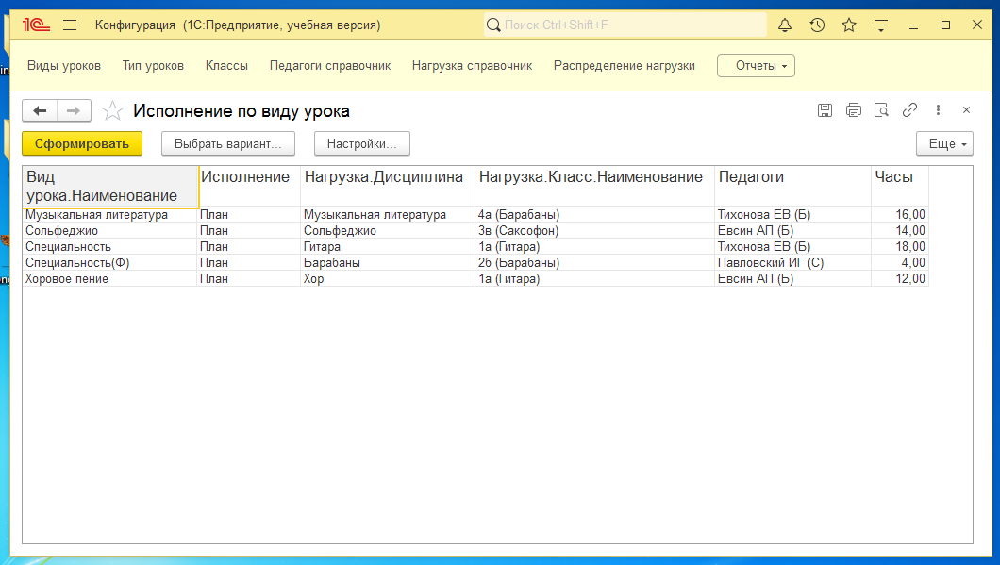 1С Конфигурация (1С:Предприятие, учебная версия) Поиск Ctrl+Shift+F
Виды уроков Тип уроков Классы Педагоги справочник Нагрузка справочник Распределение нагрузки Отчеты
Исполнение по виду урока
Сформировать Выбрать вариант... Настройки... Еще
Вид Исполнение Нагрузка.Дисциплина Нагрузка.Класс.Наименование Педагоги Часы
урока.Наименование
Музыкальная литература План Музыкальная литература 4а (Барабаны) Тихонова ЕВ (Б) 16,00
Сольфеджио План Сольфеджио 3в (Саксофон) Евсин АП (Б) 14,00
Специальность План Гитара 1а (Гитара) Тихонова ЕВ (Б) 18,00
Специальность(Ф) План Барабаны 2б (Барабаны) Павловский ИГ (С) 4,00
Хоровое пение План Хор 1а (Гитара) Евсин АП (Б) 12,00